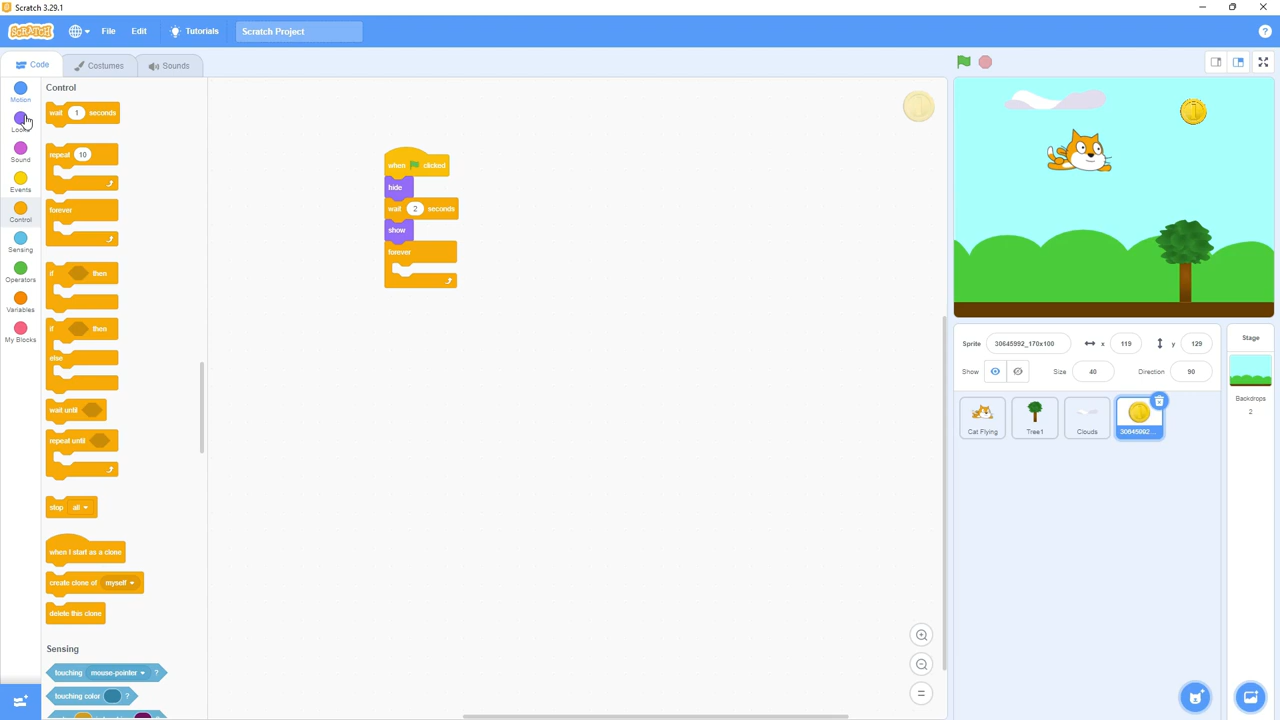 Scratch 3.29.1
SCRATCH File Edit Tutorials Scratch Project ?
Code Costumes Sounds
Motion
Looks
Sound
Events
Control
Sensing
Operators
Variables
My Blocks
Control
wait 1 seconds
repeat 10
forever
if then
if then
else
wait until
repeat until
stop all
when I start as a clone
create clone of myself
delete this clone
Sensing
touching mouse-pointer ?
touching color ?
when clicked
hide
wait 2 seconds
show
forever
Sprite 30645992_170x100 x 119 y 129
Show Size 40 Direction 90
Cat Flying Tree1 Clouds 30645992...
Stage
Backdrops
2